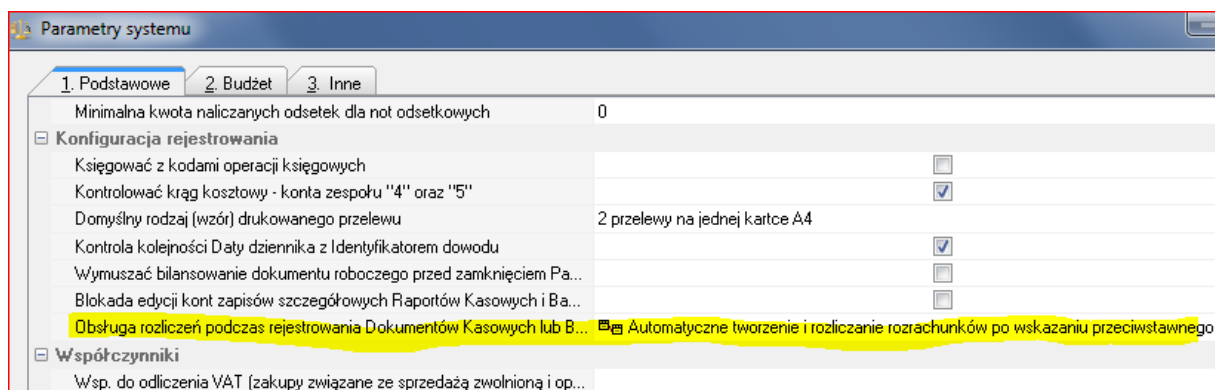 Parametry systemu
1. Podstawowe 2. Budżet 3. Inne
Minimalna kwota naliczanych odsetek dla not odsetkowych 0
Konfiguracja rejestrowania
Księgować z kodami operacji księgowych
Kontrolować krąg kosztowy - konta zespołu "4" oraz "5"
Domyślny rodzaj (wzór) drukowanego przelewu 2 przelewy na jednej kartce A4
Kontrola kolejności Daty dziennika z Identyfikatorem dowodu
Wymuszać bilansowanie dokumentu roboczego przed zamknięciem Pa...
Blokada edycji kont zapisów szczegółowych Raportów Kasowych i Ba...
Obsługa rozliczeń podczas rejestrowania Dokumentów Kasowych lub B... Automatyczne tworzenie i rozliczanie rozrachunków po wskazaniu przeciwstawnego
Współczynniki
Wsp. do odliczenia VAT (zakupy związane ze sprzedażą zwolnioną i op...